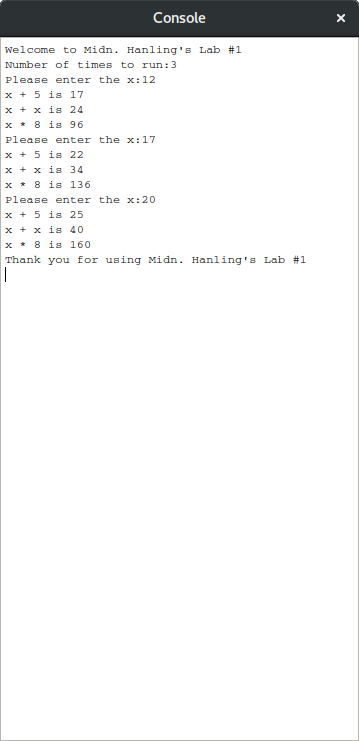 Console
Welcome to Midn. Hanling's Lab #1
Number of times to run:3
Please enter the x:12
x + 5 is 17
x + x is 24
x * 8 is 96
Please enter the x:17
x + 5 is 22
x + x is 34
x * 8 is 136
Please enter the x:20
x + 5 is 25
x + x is 40
x * 8 is 160
Thank you for using Midn. Hanling's Lab #1